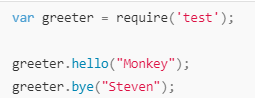 var greeter = require('test');
greeter.hello("Monkey");
greeter.bye("Steven");